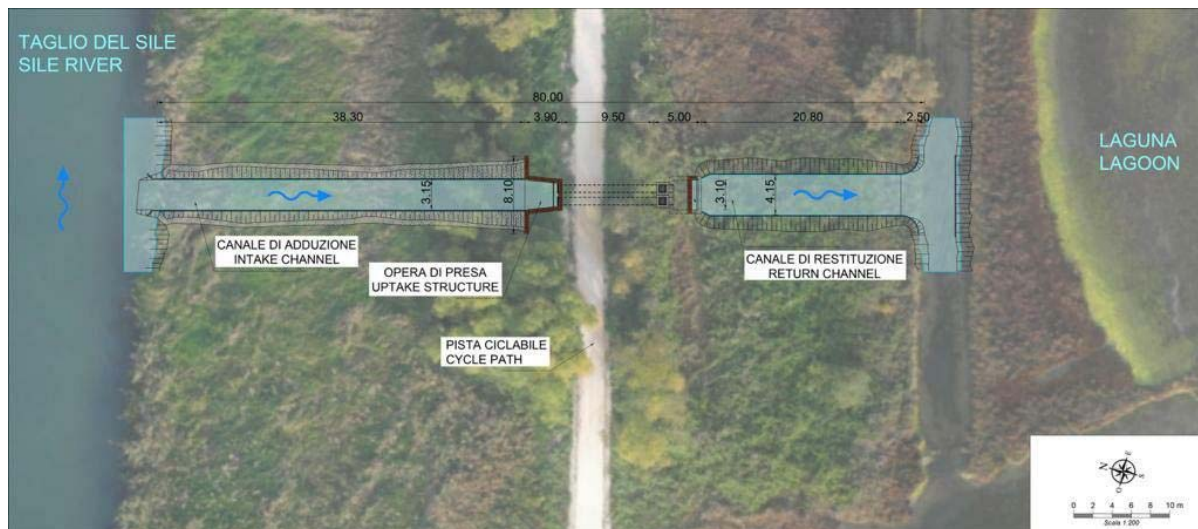 TAGLIO DEL SILE
SILE RIVER
80.00
38.30
3.90
9.50
5.00
20.80
2.50
LAGUNA
LAGOON
3.15
8.10
3.10
4.15
CANALE DI ADDUZIONE
INTAKE CHANNEL
OPERA DI PRESA
UPTAKE STRUCTURE
CANALE DI RESTITUZIONE
RETURN CHANNEL
PISTA CICLABILE
CYCLE PATH
N
E
S
O
0 2 4 6 8 10 m
Scala 1:200